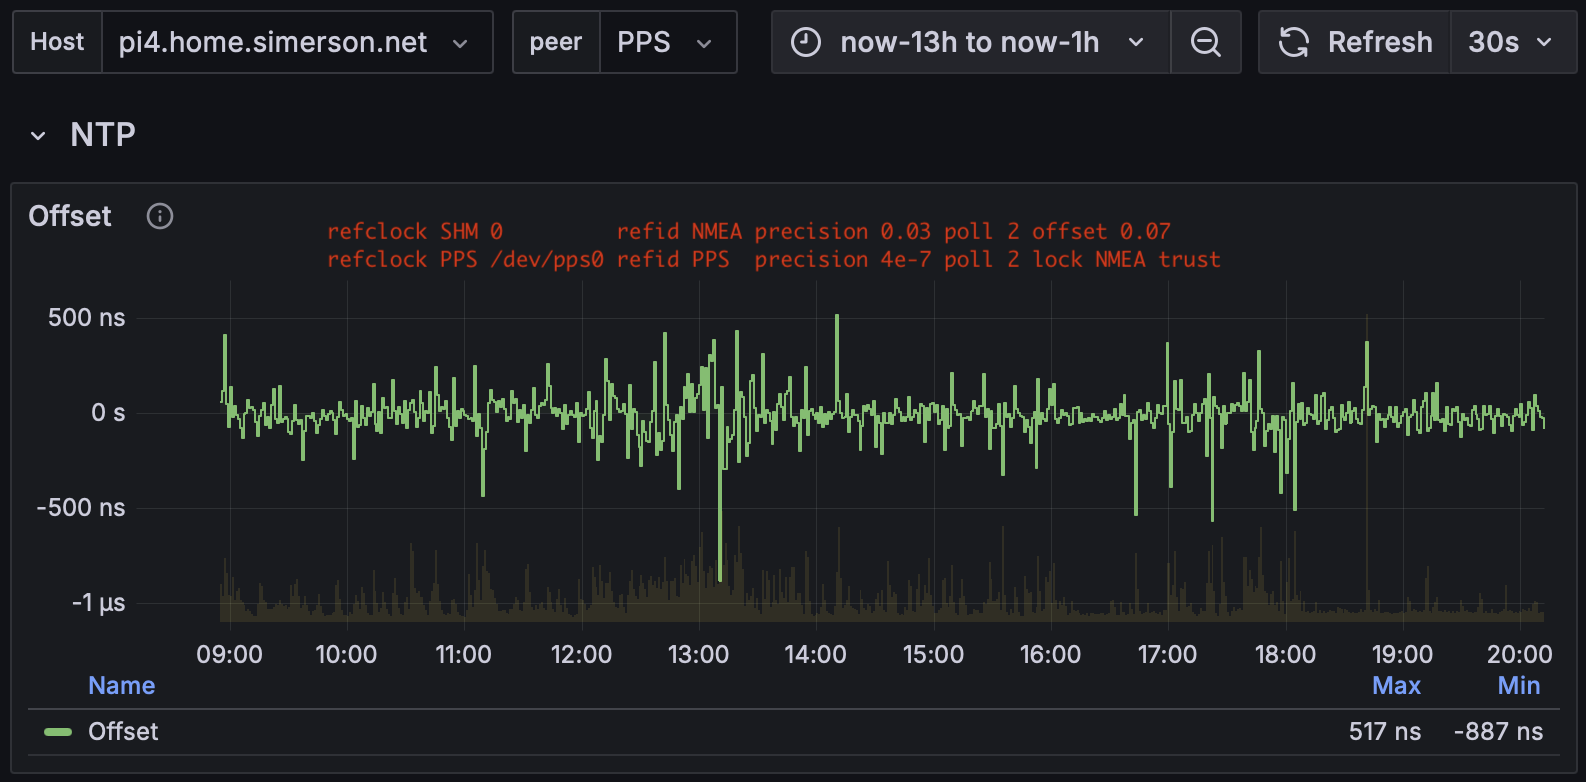 Host pi4.home.simerson.net peer PPS now-13h to now-1h Refresh 30s
NTP
Offset
refclock SHM 0         refid NMEA precision 0.03 poll 2 offset 0.07
refclock PPS /dev/pps0 refid PPS  precision 4e-7 poll 2 lock NMEA trust
500 ns
0 s
-500 ns
-1 µs
09:00 10:00 11:00 12:00 13:00 14:00 15:00 16:00 17:00 18:00 19:00 20:00
Name Max Min
Offset 517 ns -887 ns